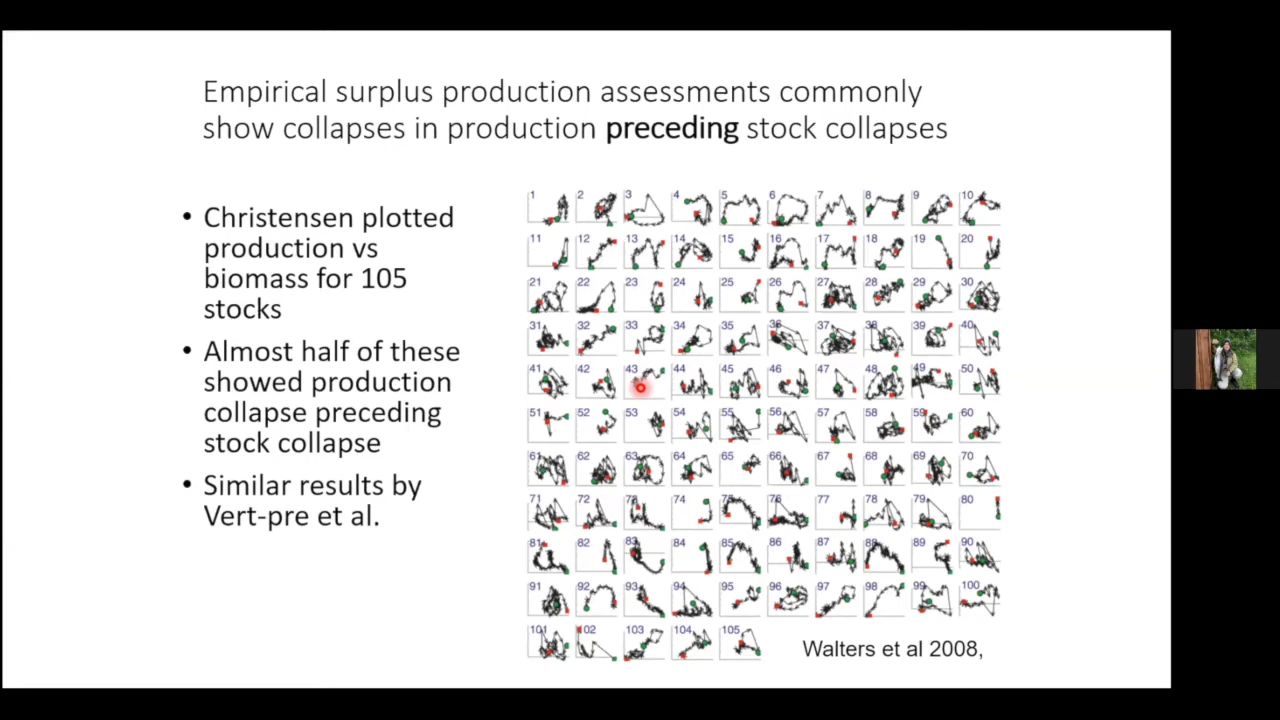 Empirical surplus production assessments commonly
show collapses in production preceding stock collapses
• Christensen plotted
production vs
biomass for 105
stocks
• Almost half of these
showed production
collapse preceding
stock collapse
• Similar results by
Vert-pre et al.
1 2 3 4 5 6 7 8 9 10
11 12 13 14 15 16 17 18 19 20
21 22 23 24 25 26 27 28 29 30
31 32 33 34 35 36 37 38 39 40
41 42 43 44 45 46 47 48 49 50
51 52 53 54 55 56 57 58 59 60
61 62 63 64 65 66 67 68 69 70
71 72 73 74 75 76 77 78 79 80
81 82 83 84 85 86 87 88 89 90
91 92 93 94 95 96 97 98 99 100
101 102 103 104 105
Walters et al 2008,